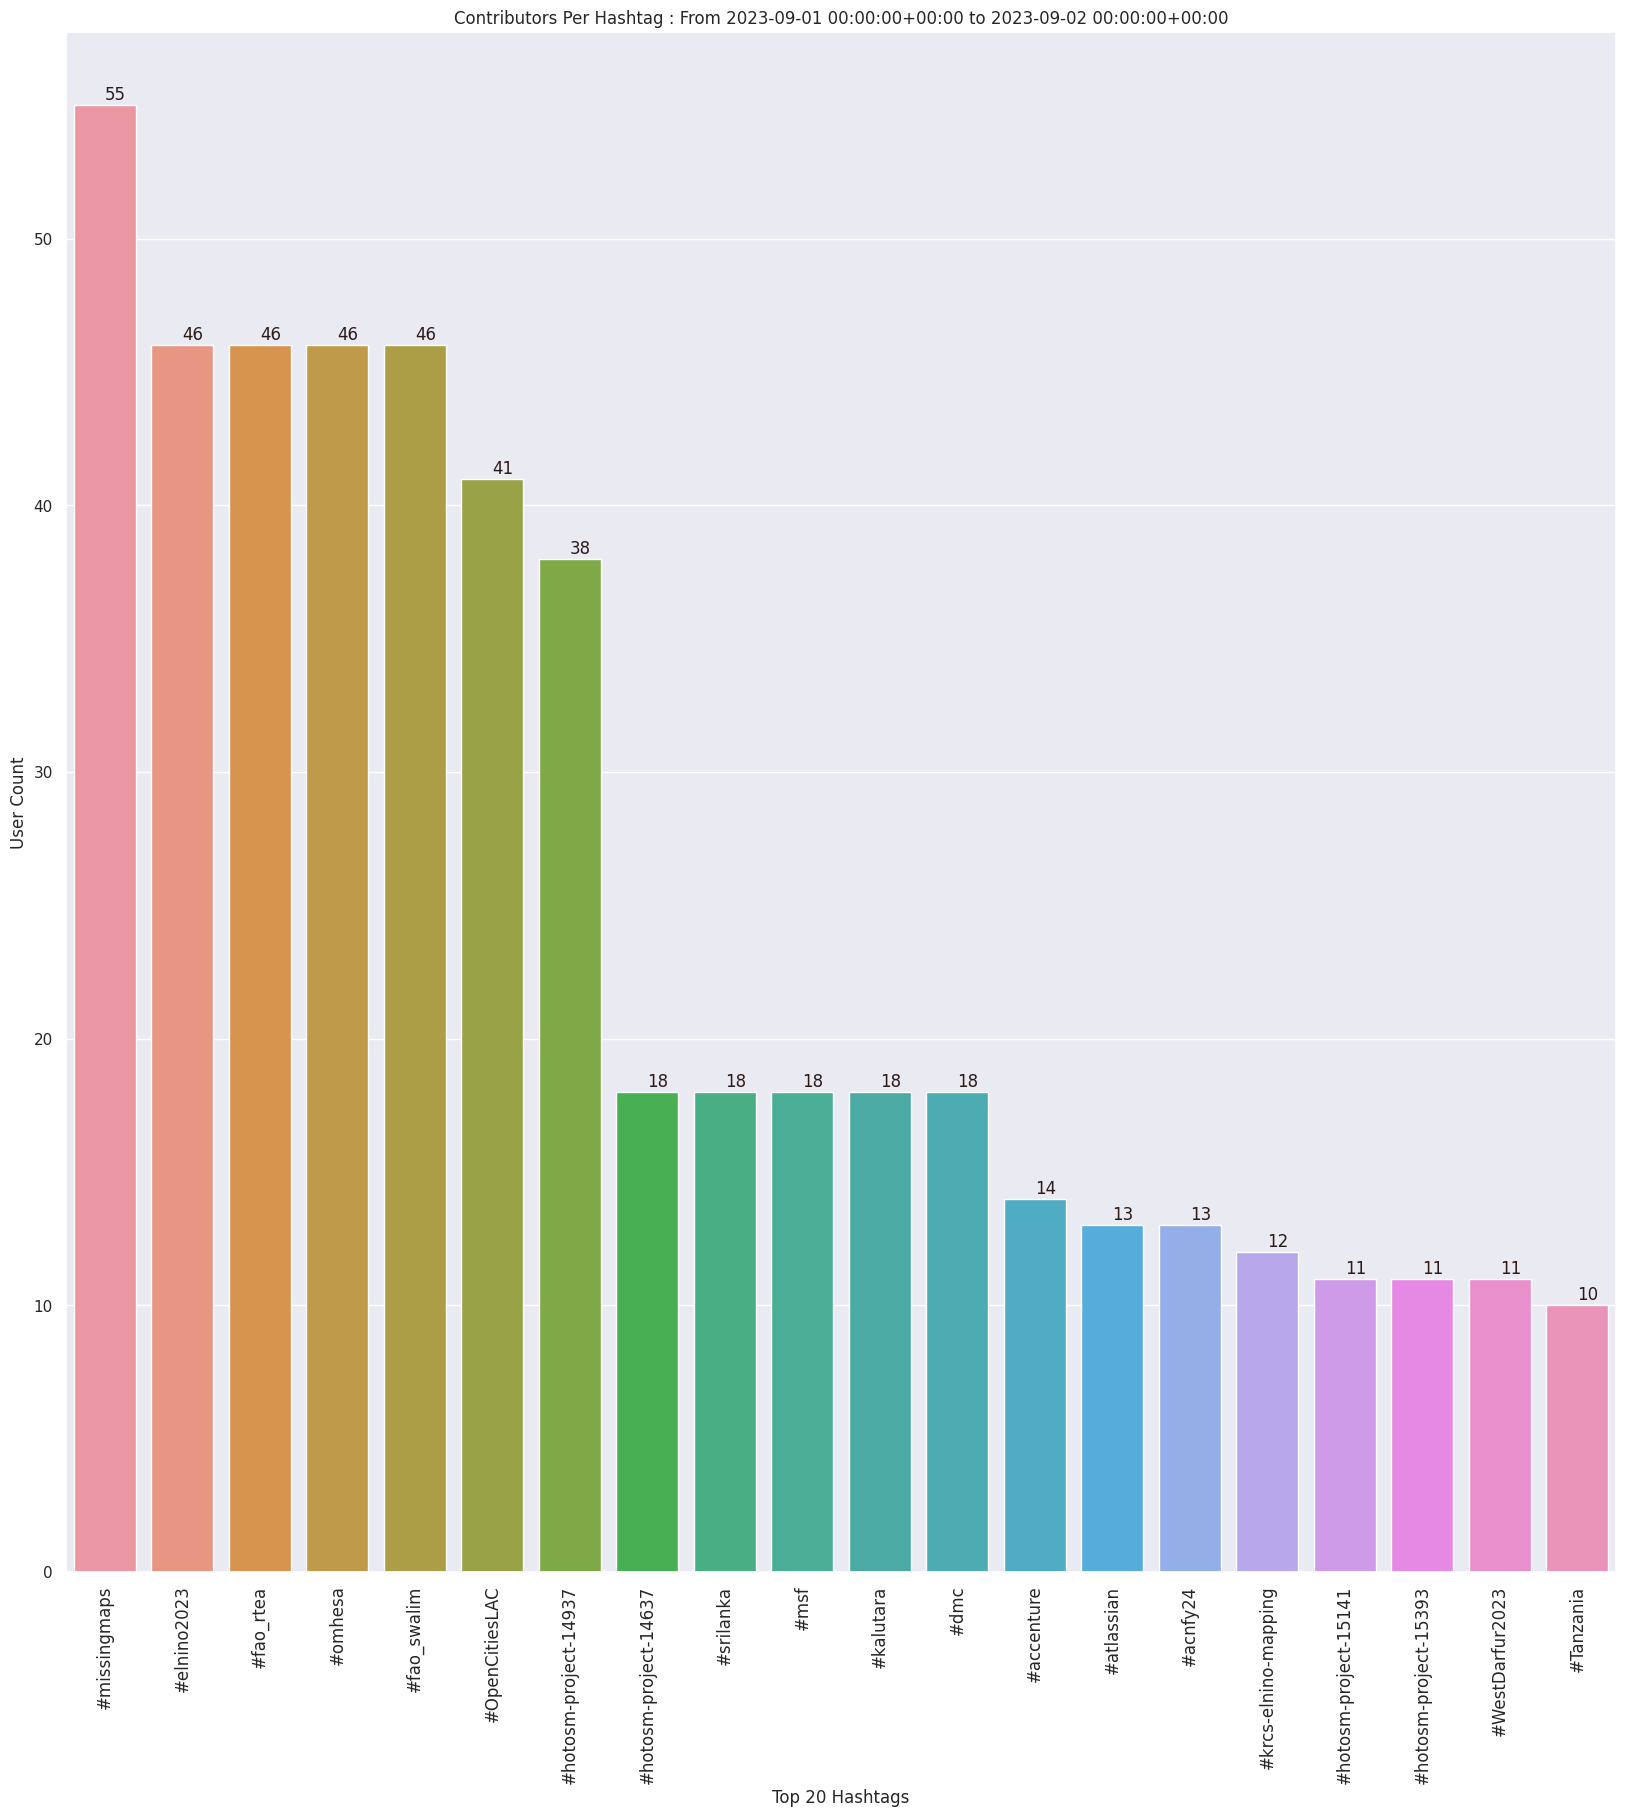 Contributors Per Hashtag : From 2023-09-01 00:00:00+00:00 to 2023-09-02 00:00:00+00:00
55
46
46
46
46
41
38
18
18
18
18
18
14
13
13
12
11
11
11
10
50
40
30
20
10
0
User Count
#missingmaps
#elnino2023
#fao_rtea
#omhesa
#fao_swalim
#OpenCitiesLAC
#hotosm-project-14937
#hotosm-project-14637
#srilanka
#msf
#kalutara
#dmc
#accenture
#atlassian
#acnfy24
#krcs-elnino-mapping
#hotosm-project-15141
#hotosm-project-15393
#WestDarfur2023
#Tanzania
Top 20 Hashtags